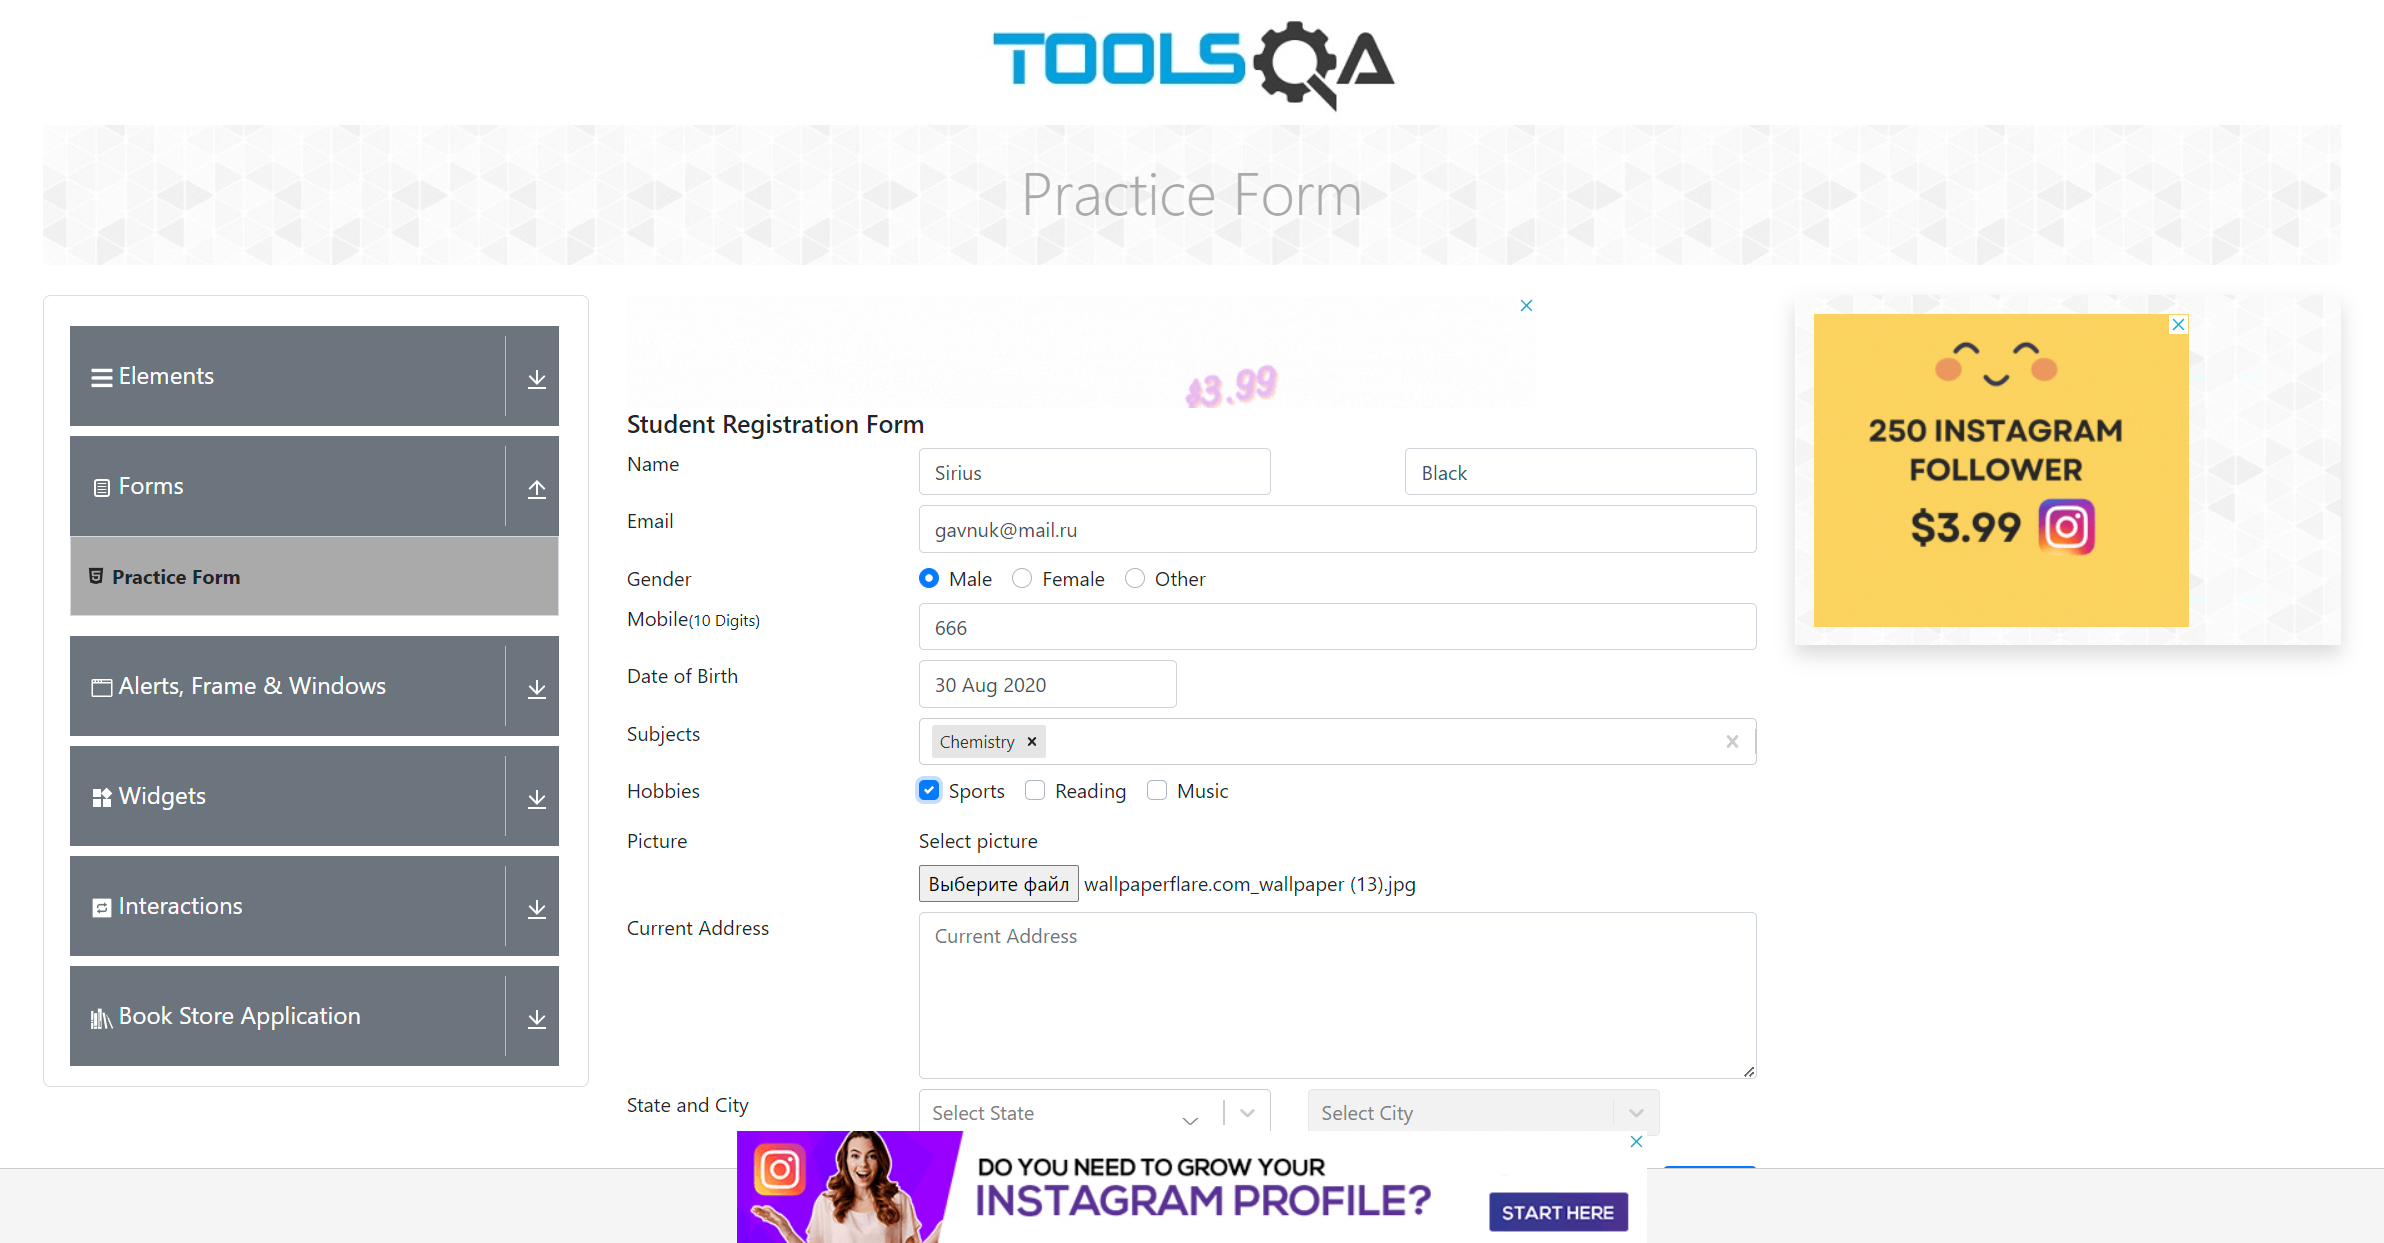 TOOLSQA
Practice Form
Elements
Forms
Practice Form
Alerts, Frame & Windows
Widgets
Interactions
Book Store Application
$3.99
Student Registration Form
Name
Sirius
Black
Email
gavnuk@mail.ru
Gender
Male
Female
Other
Mobile(10 Digits)
666
Date of Birth
30 Aug 2020
Subjects
Chemistry
Hobbies
Sports
Reading
Music
Picture
Select picture
Выберите файл wallpaperflare.com_wallpaper (13).jpg
Current Address
Current Address
State and City
Select State
Select City
250 INSTAGRAM
FOLLOWER
$3.99
DO YOU NEED TO GROW YOUR
INSTAGRAM PROFILE?
START HERE